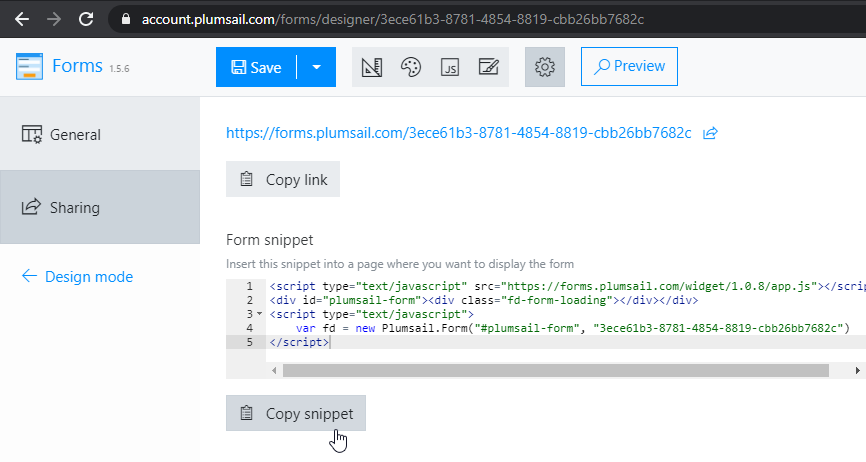 account.plumsail.com/forms/designer/3ece61b3-8781-4854-8819-cbb26bb7682c
Forms 1.5.6
Save
JS
Preview
General
Sharing
Design mode
https://forms.plumsail.com/3ece61b3-8781-4854-8819-cbb26bb7682c
Copy link
Form snippet
Insert this snippet into a page where you want to display the form
1 <script type="text/javascript" src="https://forms.plumsail.com/widget/1.0.8/app.js"></scrip
2 <div id="plumsail-form"><div class="fd-form-loading"></div></div>
3 <script type="text/javascript">
4 var fd = new Plumsail.Form("#plumsail-form", "3ece61b3-8781-4854-8819-cbb26bb7682c")
5 </script>
Copy snippet